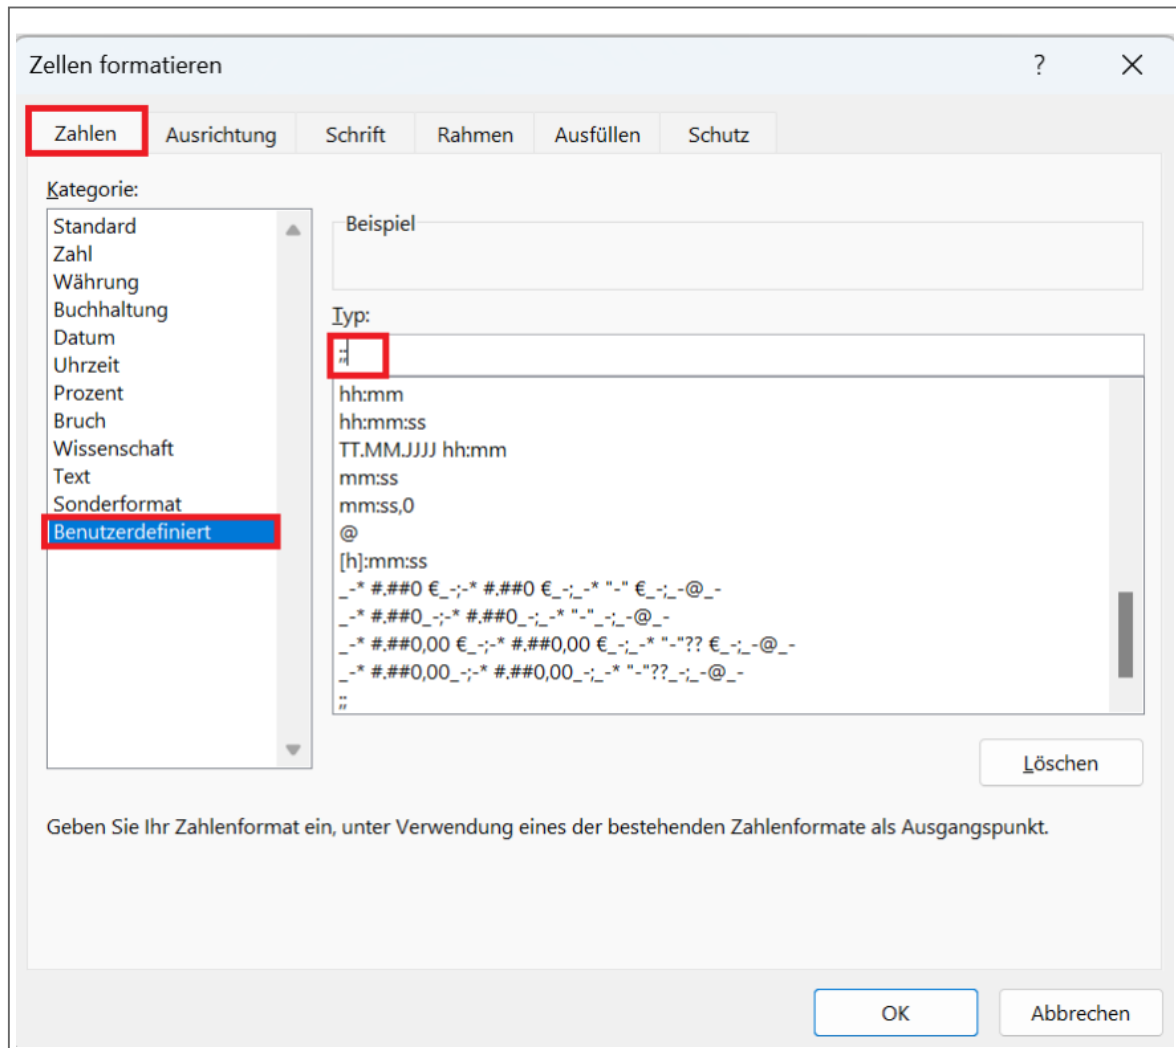 Zellen formatieren ?
Zahlen Ausrichtung Schrift Rahmen Ausfüllen Schutz
Kategorie:
Standard
Zahl
Währung
Buchhaltung
Datum
Uhrzeit
Prozent
Bruch
Wissenschaft
Text
Sonderformat
Benutzerdefiniert
Beispiel
Typ:
;;
hh:mm
hh:mm:ss
TT.MM.JJJJ hh:mm
mm:ss
mm:ss,0
@
[h]:mm:ss
_-* #.##0 €_-;-* #.##0 €_-;_-* "-" €_-;_-@_-
_-* #.##0_-;-* #.##0_-;_-* "-"_-;_-@_-
_-* #.##0,00 €_-;-* #.##0,00 €_-;_-* "-"?? €_-;_-@_-
_-* #.##0,00_-;-* #.##0,00_-;_-* "-"??_-;_-@_-
;;
Löschen
Geben Sie Ihr Zahlenformat ein, unter Verwendung eines der bestehenden Zahlenformate als Ausgangspunkt.
OK Abbrechen